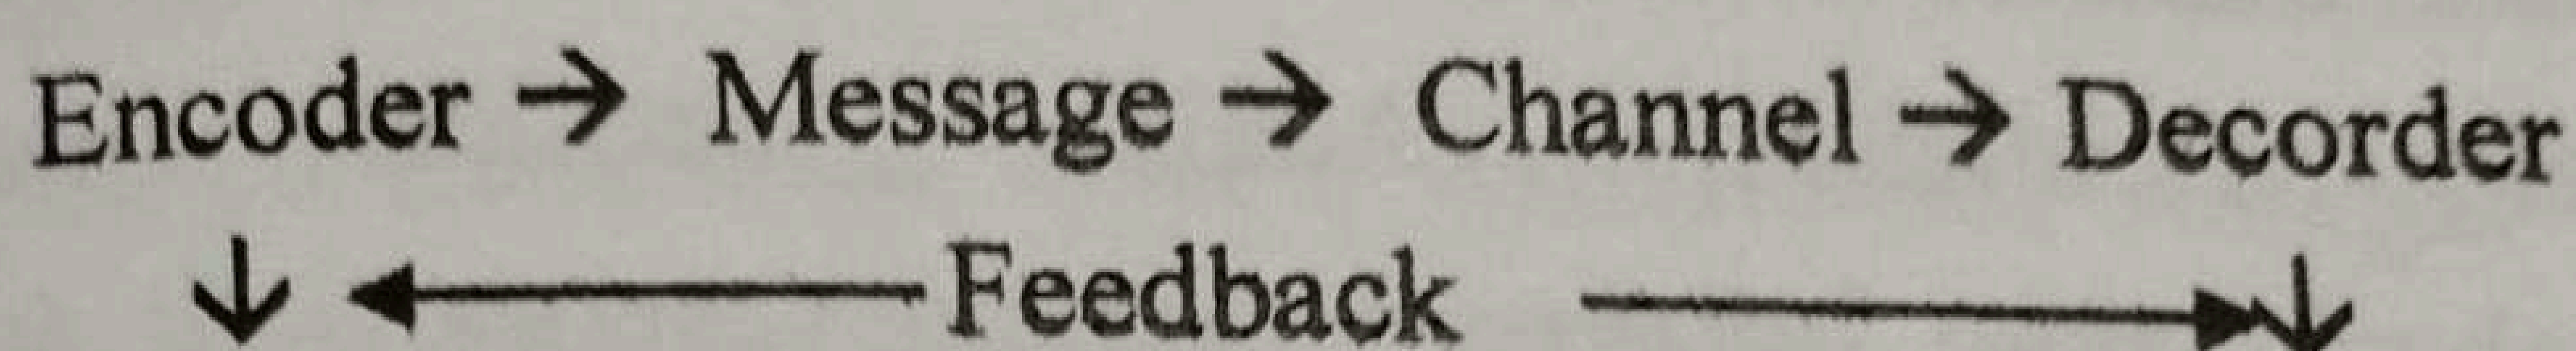 Encoder → Message → Channel → Decorder
↓ ← Feedback → ↓